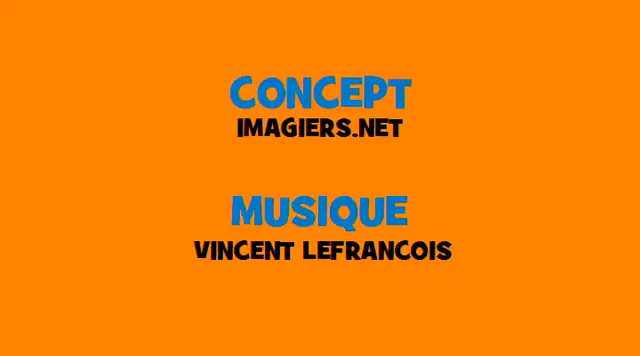 CONCEPT
IMAGIERS.NET
MUSIQUE
VINCENT LEFRANCOIS